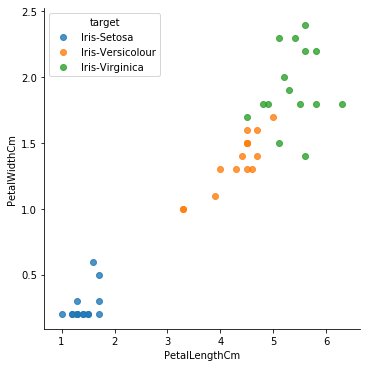 target
Iris-Setosa
Iris-Versicolour
Iris-Virginica
2.5
2.0
1.5
1.0
0.5
PetalWidthCm
1 2 3 4 5 6
PetalLengthCm